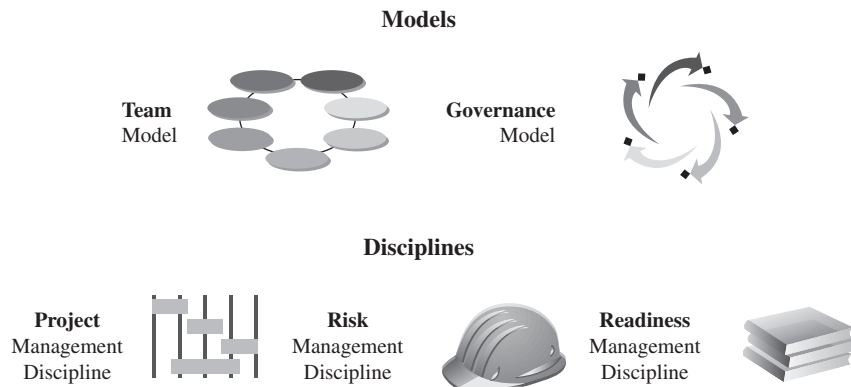 Models
Team
Model
Governance
Model
Disciplines
Project
Management
Discipline
Risk
Management
Discipline
Readiness
Management
Discipline